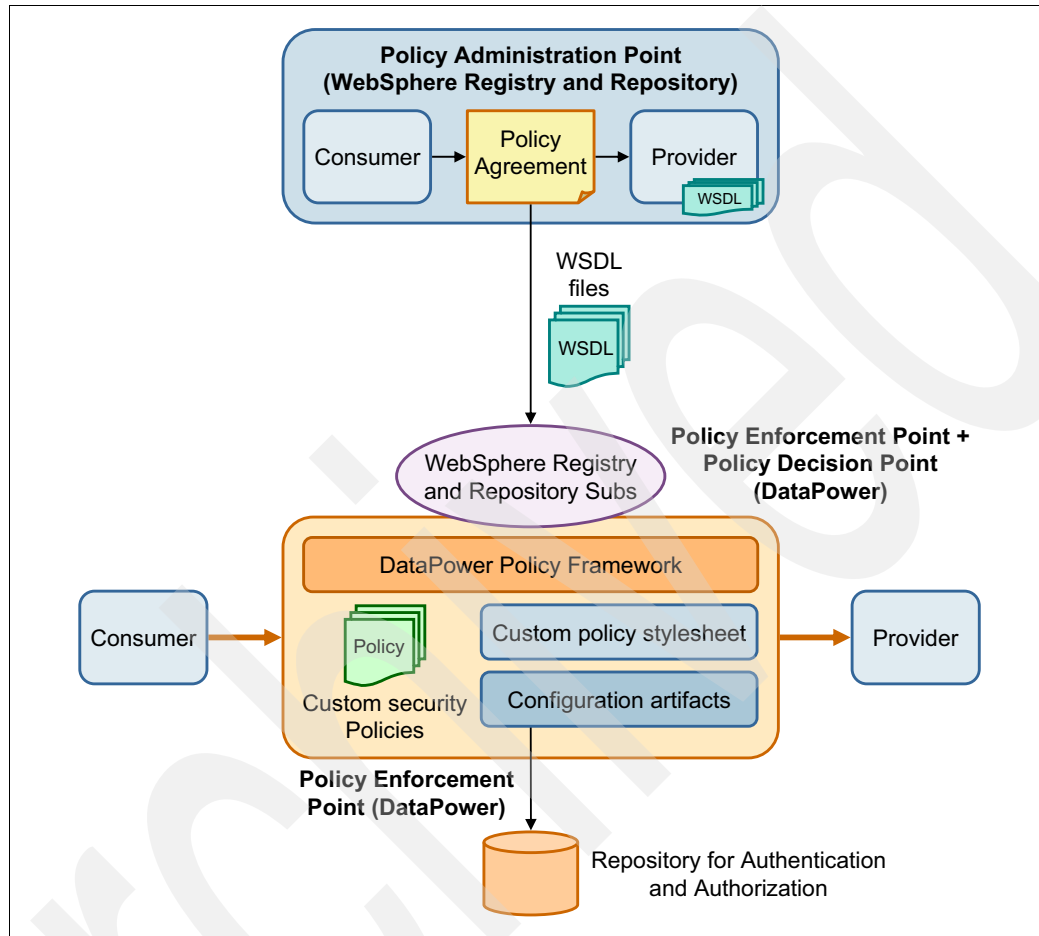 Policy Administration Point
(WebSphere Registry and Repository)
Consumer
Policy
Agreement
Provider
WSDL
WSDL
files
WSDL
Policy Enforcement Point +
Policy Decision Point
(DataPower)
WebSphere Registry
and Repository Subs
DataPower Policy Framework
Consumer
Policy
Custom policy stylesheet
Provider
Custom security
Policies
Configuration artifacts
Policy Enforcement
Point (DataPower)
Repository for Authentication
and Authorization